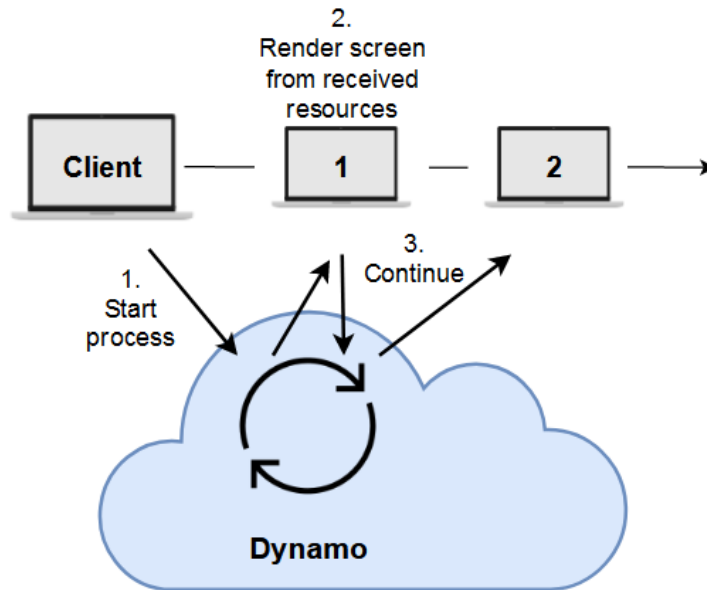 2.
Render screen
from received
resources
Client
1
2
1.
Start
process
3.
Continue
Dynamo